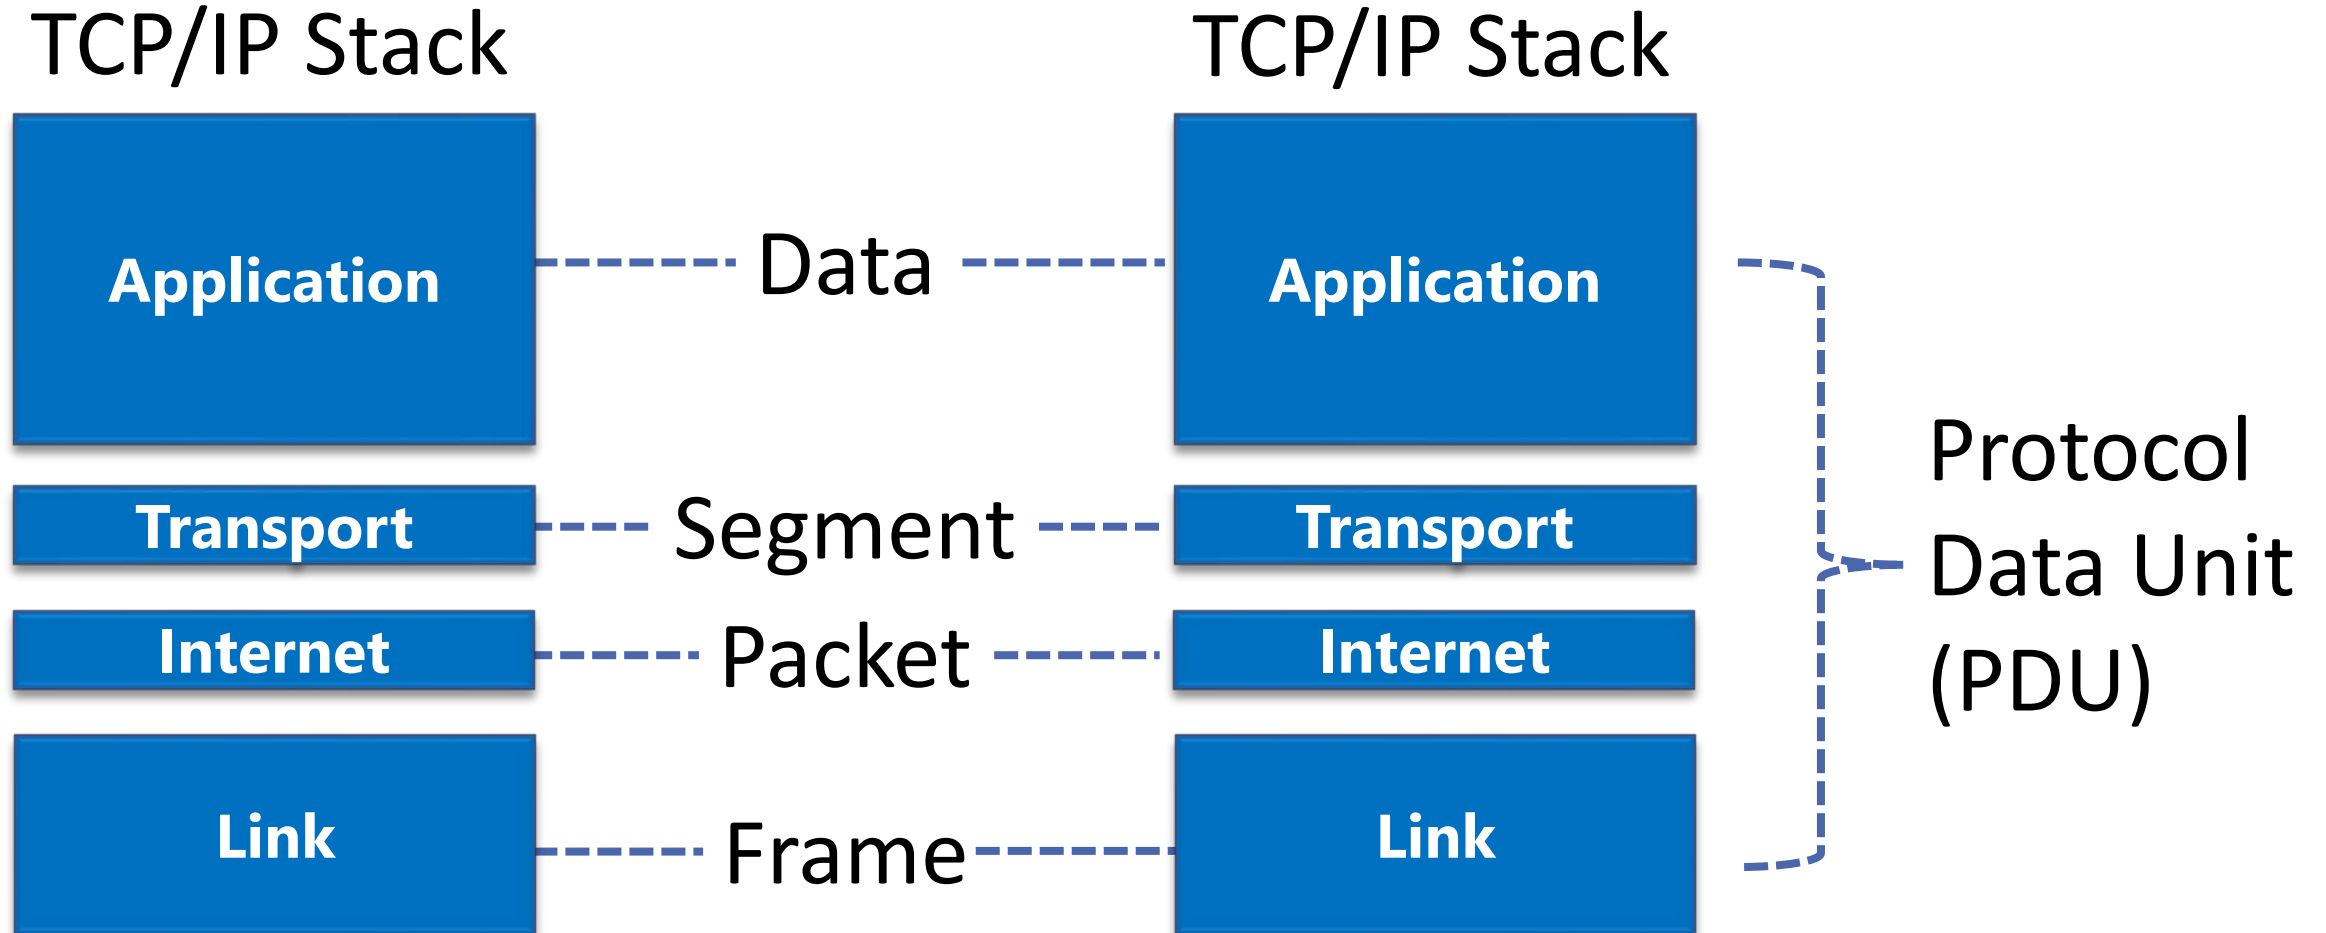 TCP/IP Stack
TCP/IP Stack
Application
Data
Application
Transport
Segment
Transport
Internet
Packet
Internet
Link
Frame
Link
Protocol
Data Unit
(PDU)